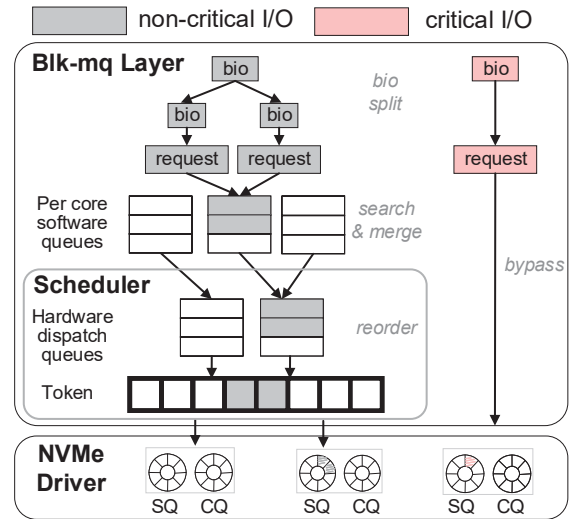 non-critical I/O
critical I/O
Blk-mq Layer
bio
bio
bio
split
bio
bio
request
request
request
Per core
software
queues
search
& merge
bypass
Scheduler
Hardware
dispatch
queues
reorder
Token
NVMe
Driver
SQ CQ
SQ CQ
SQ CQ